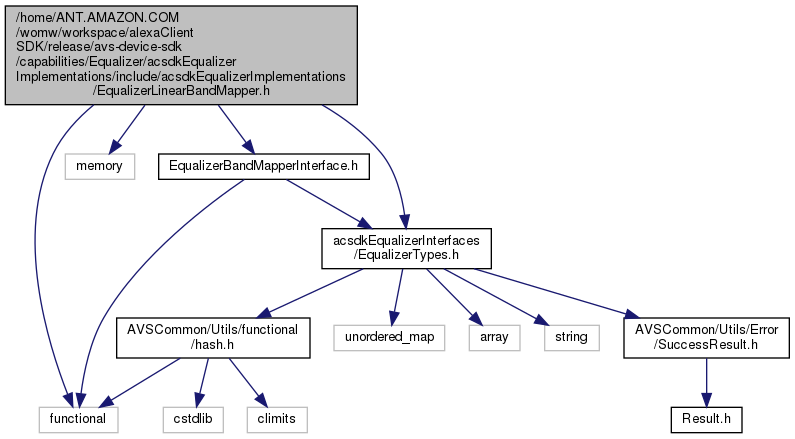 /home/ANT.AMAZON.COM
/womw/workspace/alexaClient
SDK/release/avs-device-sdk
/capabilities/Equalizer/acsdkEqualizer
Implementations/include/acsdkEqualizerImplementations
/EqualizerLinearBandMapper.h
memory
EqualizerBandMapperInterface.h
acsdkEqualizerInterfaces
/EqualizerTypes.h
AVSCommon/Utils/functional
/hash.h
unordered_map
array
string
AVSCommon/Utils/Error
/SuccessResult.h
functional
cstdlib
climits
Result.h